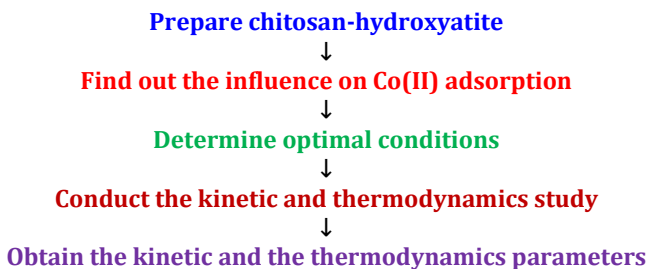 Prepare chitosan-hydroxyatite
↓
Find out the influence on Co(II) adsorption
↓
Determine optimal conditions
↓
Conduct the kinetic and thermodynamics study
↓
Obtain the kinetic and the thermodynamics parameters